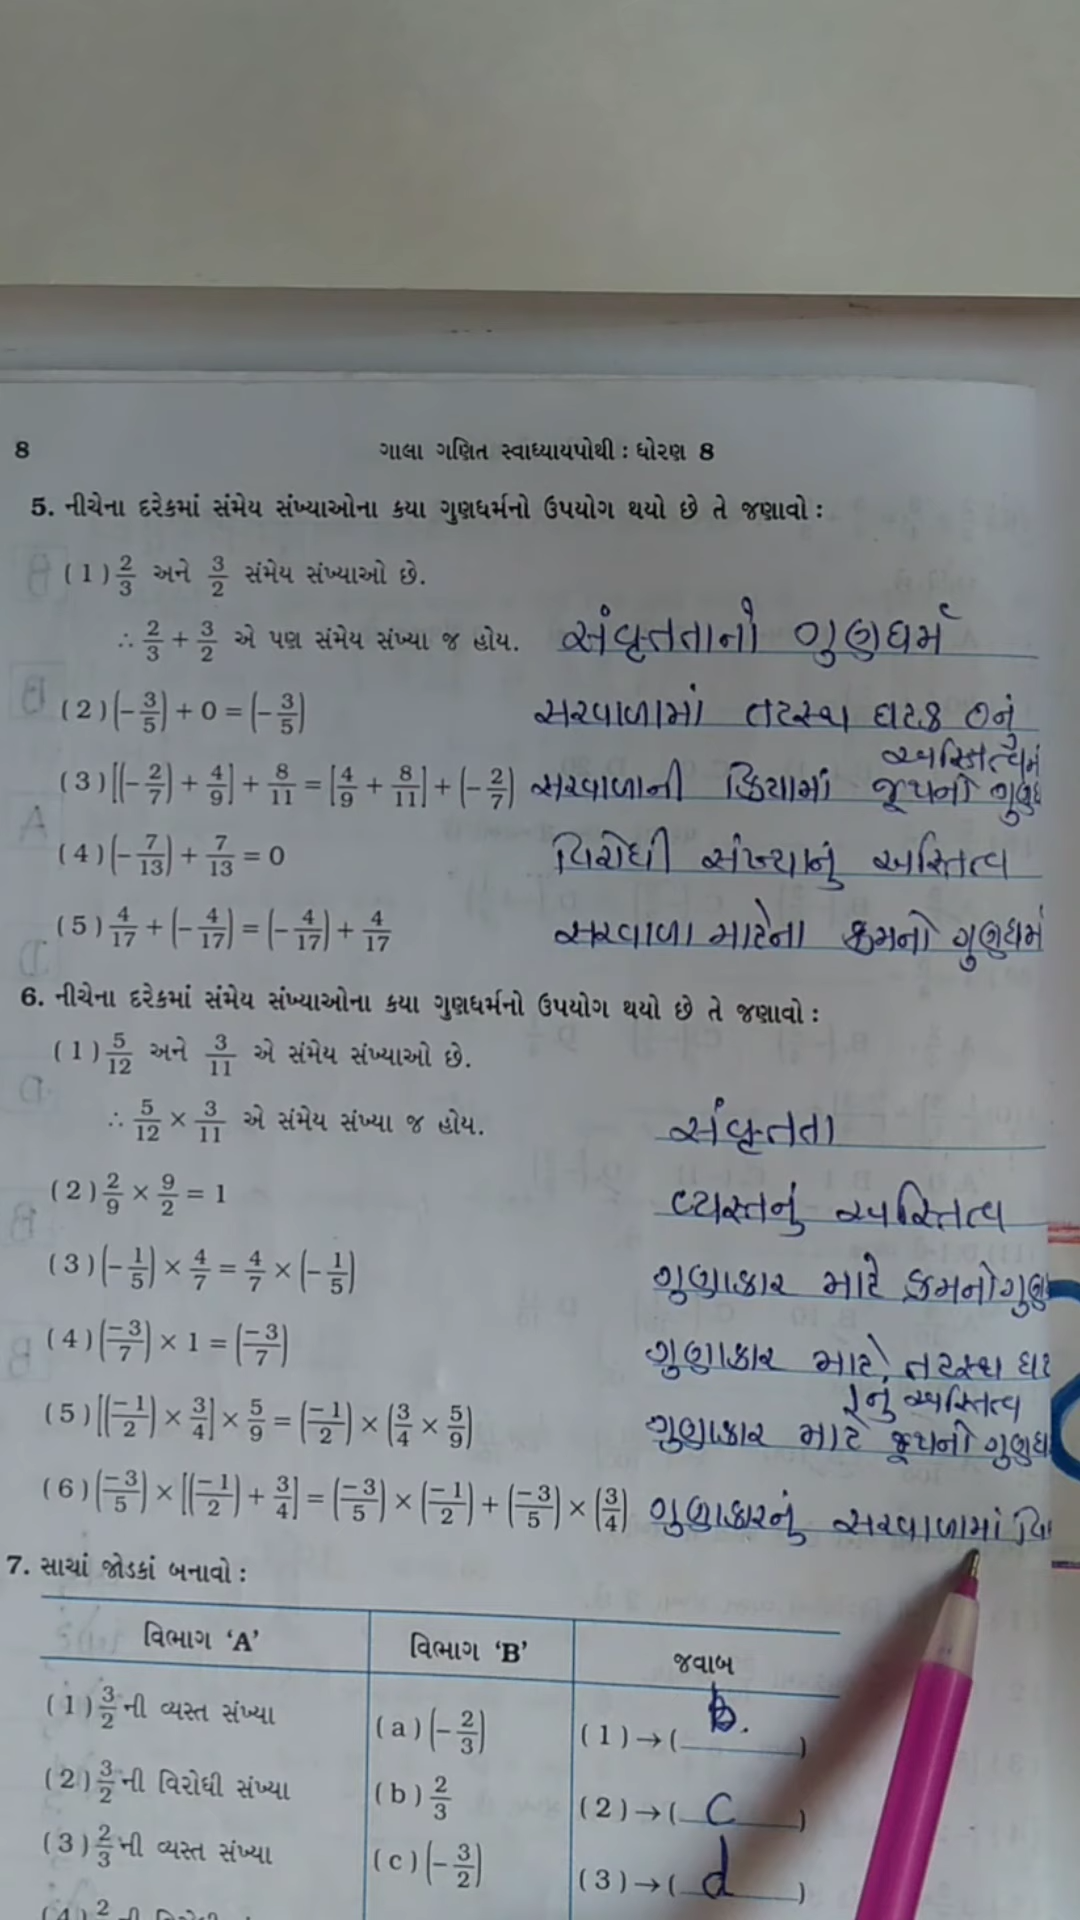 8
ગાલા ગણિત સ્વાધ્યાયપોથી : ધોરણ 8
5. નીચેના દરેકમાં સંમેય સંખ્યાઓના કયા ગુણધર્મનો ઉપયોગ થયો છે તે જણાવો :
(1) 2/3 અને 3/2 સંમેય સંખ્યાઓ છે.
∴ 2/3 + 3/2 એ પણ સંમેય સંખ્યા જ હોય. સંવૃત્તતાનો ગુણધર્મ
(2) (-3/5) + 0 = (-3/5) સરવાળામાં તટસ્થ ઘટક 0નું
અસ્તિત્વ
(3) [(-2/7) + 4/9] + 8/11 = [4/9 + 8/11] + (-2/7) સરવાળાની ક્રિયામાં જૂથનો
(4) (-7/13) + 7/13 = 0 વિરોધી સંખ્યાનું અસ્તિત્વ
(5) 4/17 + (-4/17) = (-4/17) + 4/17 સરવાળા માટેના ક્રમનો ગુણધર્મ
6. નીચેના દરેકમાં સંમેય સંખ્યાઓના કયા ગુણધર્મનો ઉપયોગ થયો છે તે જણાવો :
(1) 5/12 અને 3/11 એ સંમેય સંખ્યાઓ છે.
∴ 5/12 × 3/11 એ સંમેય સંખ્યા જ હોય. સંવૃત્તતા
(2) 2/9 × 9/2 = 1 વ્યસ્તનું અસ્તિત્વ
(3) (-1/5) × 4/7 = 4/7 × (-1/5) ગુણાકાર માટે ક્રમનો
(4) (-3/7) × 1 = (-3/7) ગુણાકાર માટે તટસ્થ
1નું અસ્તિત્વ
(5) [(-1/2) × 3/4] × 5/9 = (-1/2) × (3/4 × 5/9) ગુણાકાર માટે જૂથનો
(6) (-3/5) × [(-1/2) + 3/4] = (-3/5) × (-1/2) + (-3/5) × (3/4) ગુણાકારનું સરવાળામાં
7. સાચાં જોડકાં બનાવો :
વિભાગ ‘A’ વિભાગ ‘B’ જવાબ
(1) 3/2 ની વ્યસ્ત સંખ્યા (a) (-2/3) (1) → (b.)
(2) 3/2 ની વિરોધી સંખ્યા (b) 2/3 (2) → (c)
(3) 2/3 ની વ્યસ્ત સંખ્યા (c) (-3/2) (3) → (d)